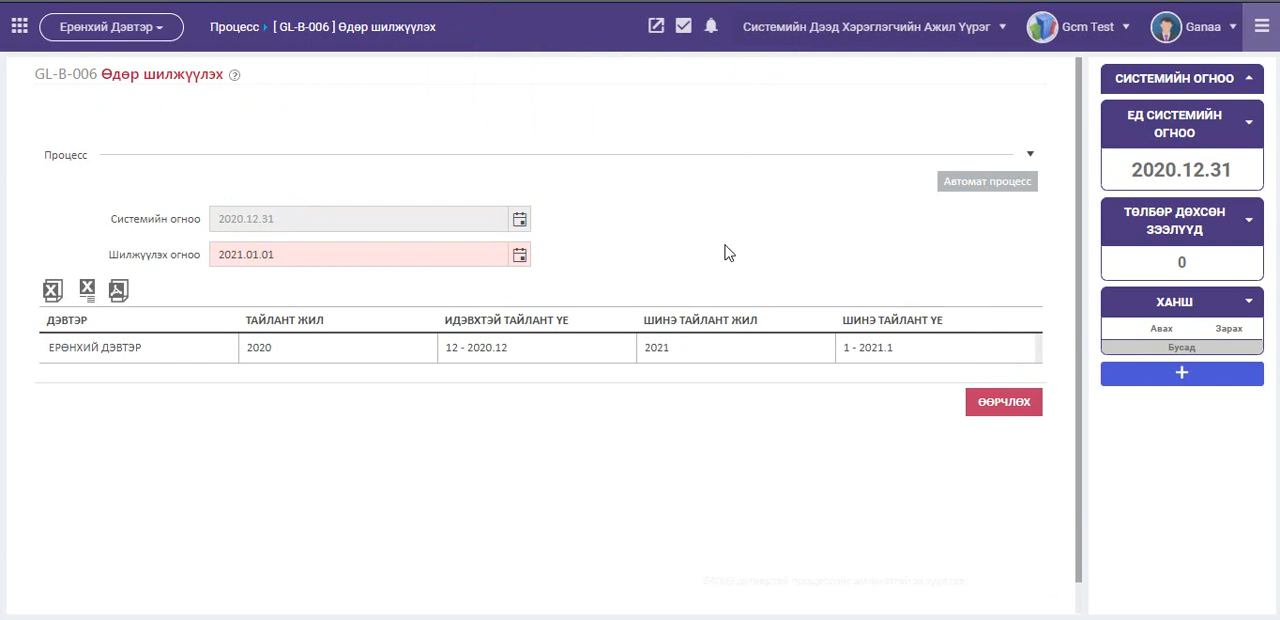 Ерөнхий Дэвтэр
Процесс [ GL-B-006 ] Өдөр шилжүүлэх
Системийн Дээд Хэрэглэгчийн Ажил Үүрэг
Gcm Test
Ganaa
GL-B-006 Өдөр шилжүүлэх
Процесс
Автомат процесс
Системийн огноо 2020.12.31
Шилжүүлэх огноо 2021.01.01
ДЭВТЭР ТАЙЛАНТ ЖИЛ ИДЭВХТЭЙ ТАЙЛАНТ ҮЕ ШИНЭ ТАЙЛАНТ ЖИЛ ШИНЭ ТАЙЛАНТ ҮЕ
ЕРӨНХИЙ ДЭВТЭР 2020 12 - 2020.12 2021 1 - 2021.1
ӨӨРЧЛӨХ
СИСТЕМИЙН ОГНОО
ЕД СИСТЕМИЙН
ОГНОО
2020.12.31
ТӨЛБӨР ДӨХСӨН
ЗЭЭЛҮҮД
0
ХАНШ
Авах Зарах
Бусад